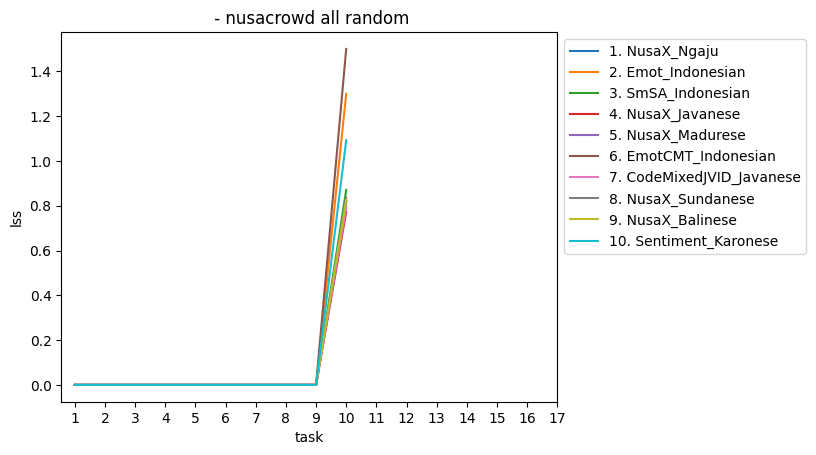 - nusacrowd all random
1.4
1.2
1.0
0.8
0.6
0.4
0.2
0.0
lss
1 2 3 4 5 6 7 8 9 10 11 12 13 14 15 16 17
task
1. NusaX_Ngaju
2. Emot_Indonesian
3. SmSA_Indonesian
4. NusaX_Javanese
5. NusaX_Madurese
6. EmotCMT_Indonesian
7. CodeMixedJVID_Javanese
8. NusaX_Sundanese
9. NusaX_Balinese
10. Sentiment_Karonese